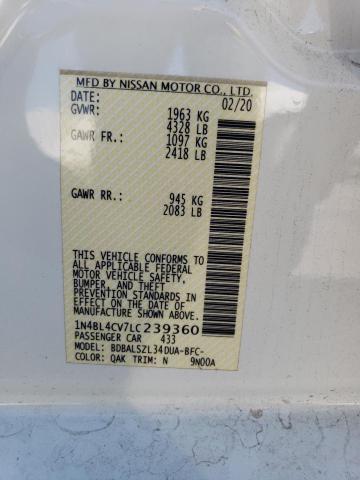 MFD BY NISSAN MOTOR CO., LTD.
DATE: 02/20
GVWR: 1963 KG
4328 LB
GAWR FR.: 1097 KG
2418 LB
GAWR RR.: 945 KG
2083 LB
THIS VEHICLE CONFORMS TO
ALL APPLICABLE FEDERAL
MOTOR VEHICLE SAFETY,
BUMPER, AND THEFT
PREVENTION STANDARDS
IN EFFECT ON THE DATE OF
MANUFACTURE SHOWN ABOVE.
1N4BL4CV7LC239360
PASSENGER CAR 433
MODEL: BDBALSZL34DUA-BFC-
COLOR: QAK TRIM: N 9N00A